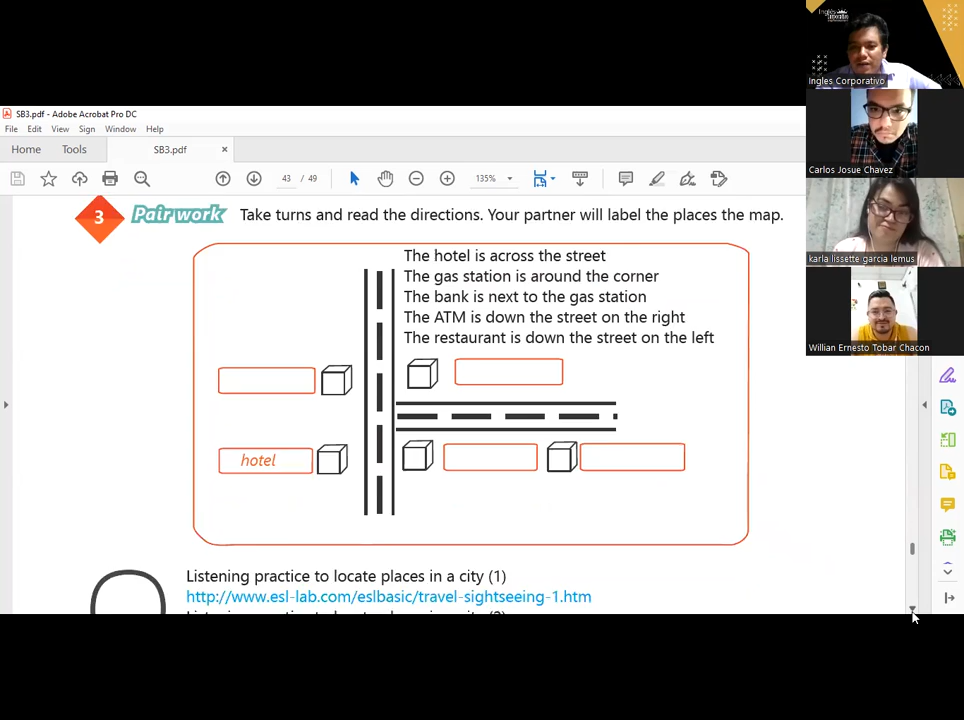 Inglés
Corporativo
Ingles Corporativo
SB3.pdf - Adobe Acrobat Pro DC
File Edit View Sign Window Help
Home Tools SB3.pdf ×
43 / 49 135%
Carlos Josue Chavez
3 Pair work Take turns and read the directions. Your partner will label the places the map.
karla lissette garcia lemus
The hotel is across the street
The gas station is around the corner
The bank is next to the gas station
The ATM is down the street on the right
The restaurant is down the street on the left
Willian Ernesto Tobar Chacon
hotel
Listening practice to locate places in a city (1)
http://www.esl-lab.com/eslbasic/travel-sightseeing-1.htm